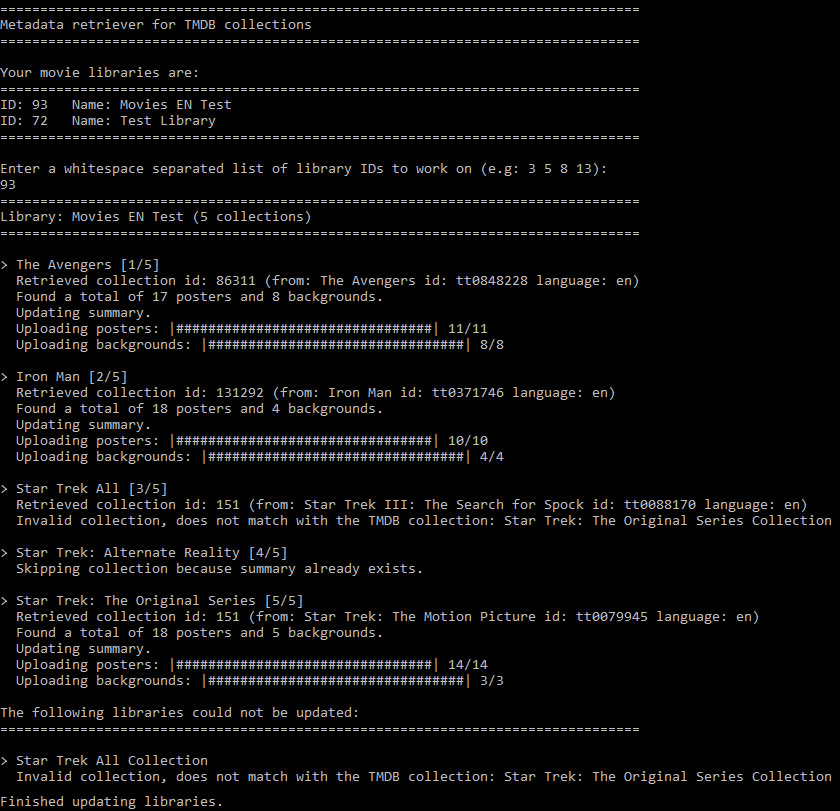 ================================================================================
Metadata retriever for TMDB collections
================================================================================
Your movie libraries are:
================================================================================
ID: 93   Name: Movies EN Test
ID: 72   Name: Test Library
================================================================================
Enter a whitespace separated list of library IDs to work on (e.g: 3 5 8 13):
93
================================================================================
Library: Movies EN Test (5 collections)
================================================================================
> The Avengers [1/5]
  Retrieved collection id: 86311 (from: The Avengers id: tt0848228 language: en)
  Found a total of 17 posters and 8 backgrounds.
  Updating summary.
  Uploading posters: |################################| 11/11
  Uploading backgrounds: |################################| 8/8
> Iron Man [2/5]
  Retrieved collection id: 131292 (from: Iron Man id: tt0371746 language: en)
  Found a total of 18 posters and 4 backgrounds.
  Updating summary.
  Uploading posters: |################################| 10/10
  Uploading backgrounds: |################################| 4/4
> Star Trek All [3/5]
  Retrieved collection id: 151 (from: Star Trek III: The Search for Spock id: tt0088170 language: en)
  Invalid collection, does not match with the TMDB collection: Star Trek: The Original Series Collection
> Star Trek: Alternate Reality [4/5]
  Skipping collection because summary already exists.
> Star Trek: The Original Series [5/5]
  Retrieved collection id: 151 (from: Star Trek: The Motion Picture id: tt0079945 language: en)
  Found a total of 18 posters and 5 backgrounds.
  Updating summary.
  Uploading posters: |################################| 14/14
  Uploading backgrounds: |################################| 3/3
The following libraries could not be updated:
================================================================================
> Star Trek All Collection
  Invalid collection, does not match with the TMDB collection: Star Trek: The Original Series Collection
Finished updating libraries.